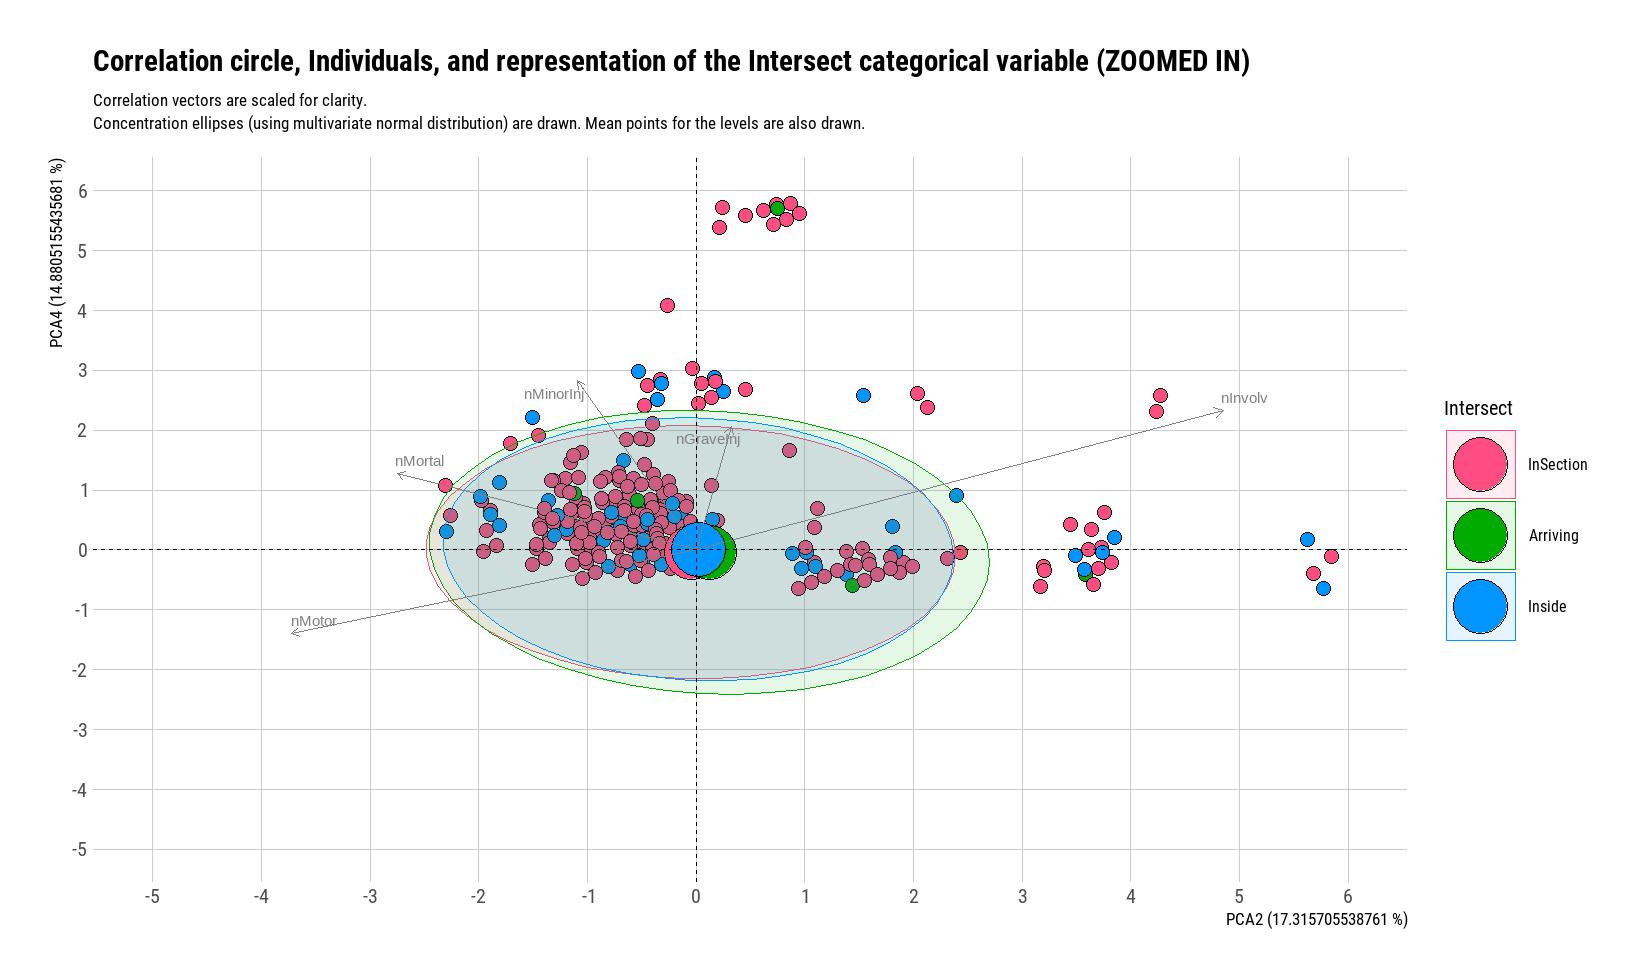 Correlation circle, Individuals, and representation of the Intersect categorical variable (ZOOMED IN)
Correlation vectors are scaled for clarity.
Concentration ellipses (using multivariate normal distribution) are drawn. Mean points for the levels are also drawn.
PCA4 (14.8805155435681 %)
6
5
4
3
2
1
0
-1
-2
-3
-4
-5
nMinorInj
nInvolv
nGraveInj
nMortal
nMotor
Intersect
InSection
Arriving
Inside
-5 -4 -3 -2 -1 0 1 2 3 4 5 6
PCA2 (17.315705538761 %)